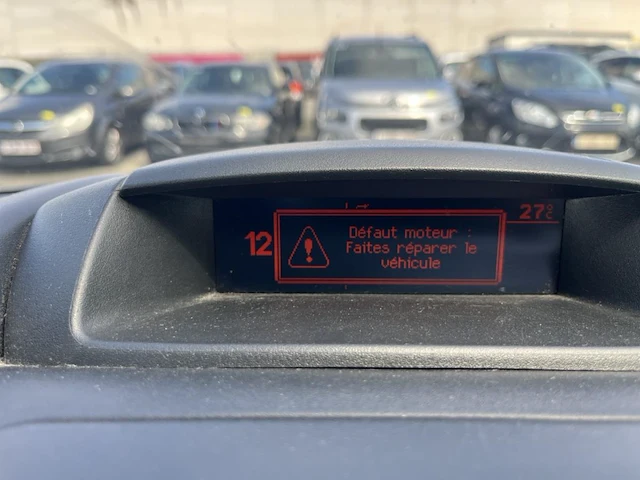 27°C
12
Défaut moteur :
Faites réparer le
véhicule